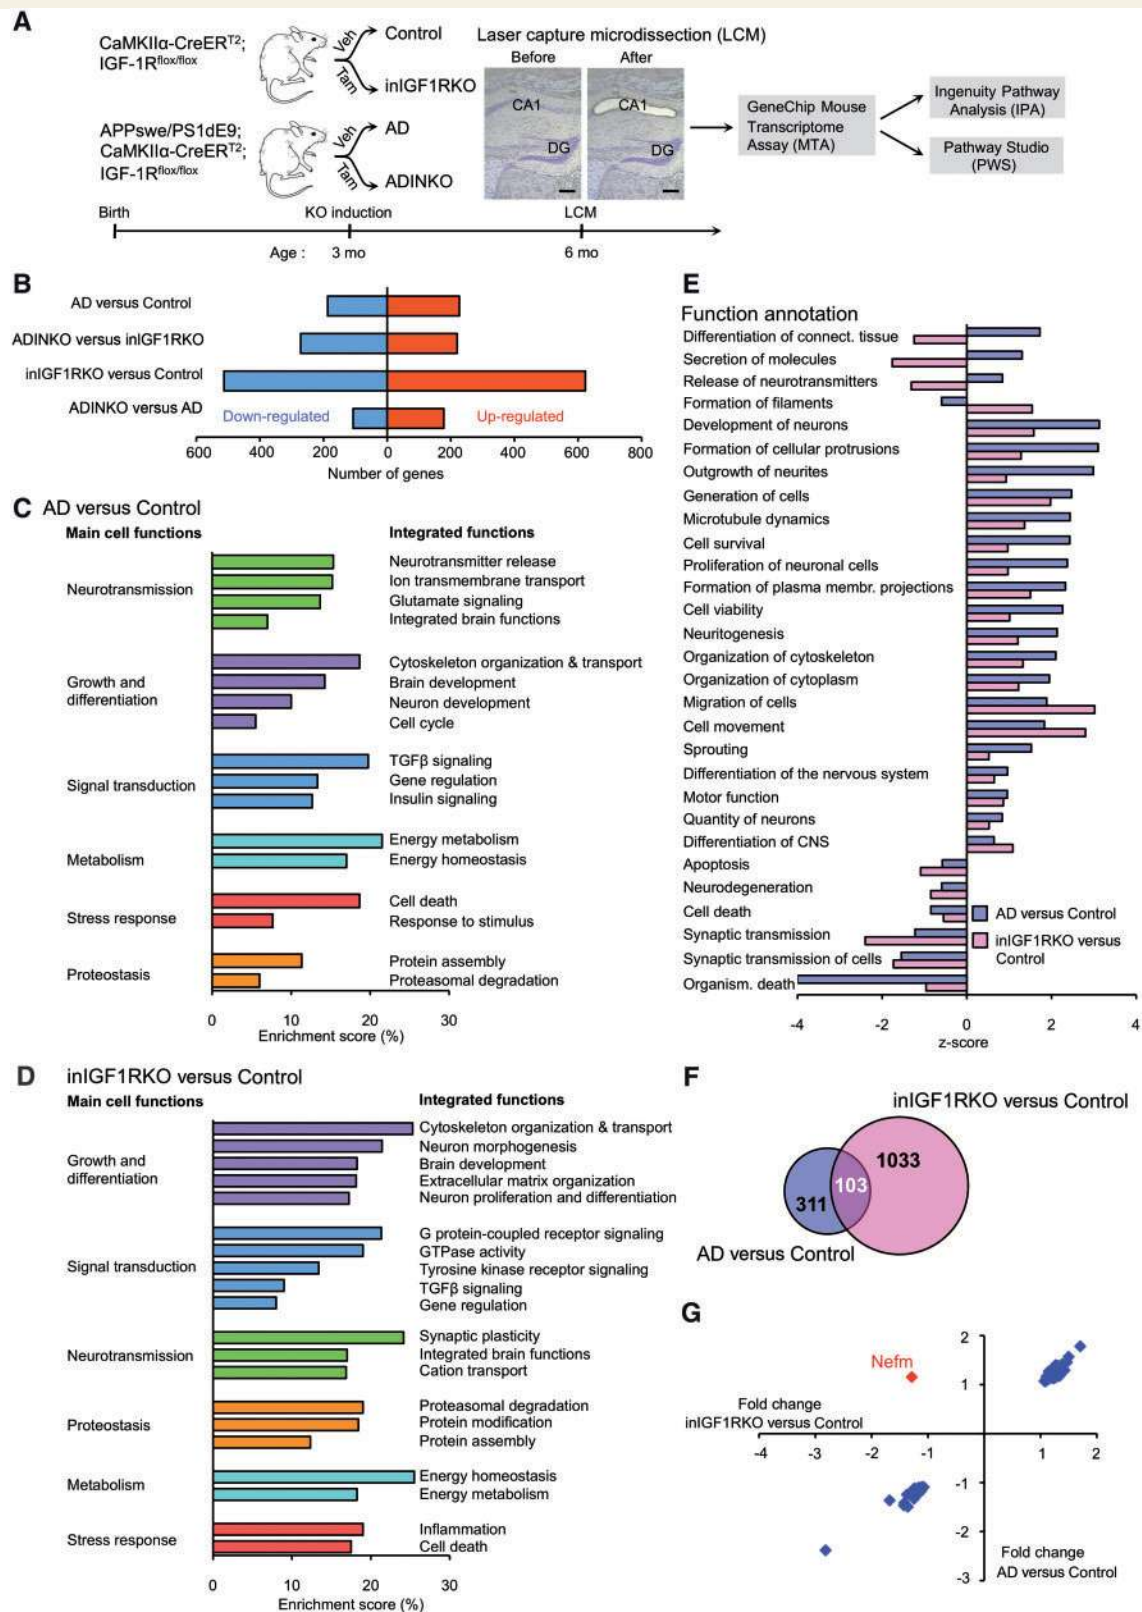 A
CaMKIIα-CreER^T2;
IGF-1R^flox/flox
Veh
Tam
Control
inIGF1RKO
APPswe/PS1dE9;
CaMKIIα-CreER^T2;
IGF-1R^flox/flox
Veh
Tam
AD
ADINKO
Laser capture microdissection (LCM)
Before
After
CA1
DG
CA1
DG
GeneChip Mouse
Transcriptome
Assay (MTA)
Ingenuity Pathway
Analysis (IPA)
Pathway Studio
(PWS)
Birth
KO induction
LCM
Age :
3 mo
6 mo
B
AD versus Control
ADINKO versus inIGF1RKO
inIGF1RKO versus Control
ADINKO versus AD
Down-regulated
Up-regulated
600 400 200 0 200 400 600 800
Number of genes
C AD versus Control
Main cell functions
Integrated functions
Neurotransmission
Neurotransmitter release
Ion transmembrane transport
Glutamate signaling
Integrated brain functions
Growth and
differentiation
Cytoskeleton organization & transport
Brain development
Neuron development
Cell cycle
Signal transduction
TGFβ signaling
Gene regulation
Insulin signaling
Metabolism
Energy metabolism
Energy homeostasis
Stress response
Cell death
Response to stimulus
Proteostasis
Protein assembly
Proteasomal degradation
0 10 20 30
Enrichment score (%)
D inIGF1RKO versus Control
Main cell functions
Integrated functions
Growth and
differentiation
Cytoskeleton organization & transport
Neuron morphogenesis
Brain development
Extracellular matrix organization
Neuron proliferation and differentiation
Signal transduction
G protein-coupled receptor signaling
GTPase activity
Tyrosine kinase receptor signaling
TGFβ signaling
Gene regulation
Neurotransmission
Synaptic plasticity
Integrated brain functions
Cation transport
Proteostasis
Proteasomal degradation
Protein modification
Protein assembly
Metabolism
Energy homeostasis
Energy metabolism
Stress response
Inflammation
Cell death
0 10 20 30
Enrichment score (%)
E
Function annotation
Differentiation of connect. tissue
Secretion of molecules
Release of neurotransmitters
Formation of filaments
Development of neurons
Formation of cellular protrusions
Outgrowth of neurites
Generation of cells
Microtubule dynamics
Cell survival
Proliferation of neuronal cells
Formation of plasma membr. projections
Cell viability
Neuritogenesis
Organization of cytoskeleton
Organization of cytoplasm
Migration of cells
Cell movement
Sprouting
Differentiation of the nervous system
Motor function
Quantity of neurons
Differentiation of CNS
Apoptosis
Neurodegeneration
Cell death
Synaptic transmission
Synaptic transmission of cells
Organism. death
AD versus Control
inIGF1RKO versus
Control
-4 -2 0 2 4
z-score
F
inIGF1RKO versus Control
1033
103
311
AD versus Control
G
Nefm
Fold change
inIGF1RKO versus Control
2
1
-4 -3 -2 -1 1 2
-1
-2
-3
Fold change
AD versus Control